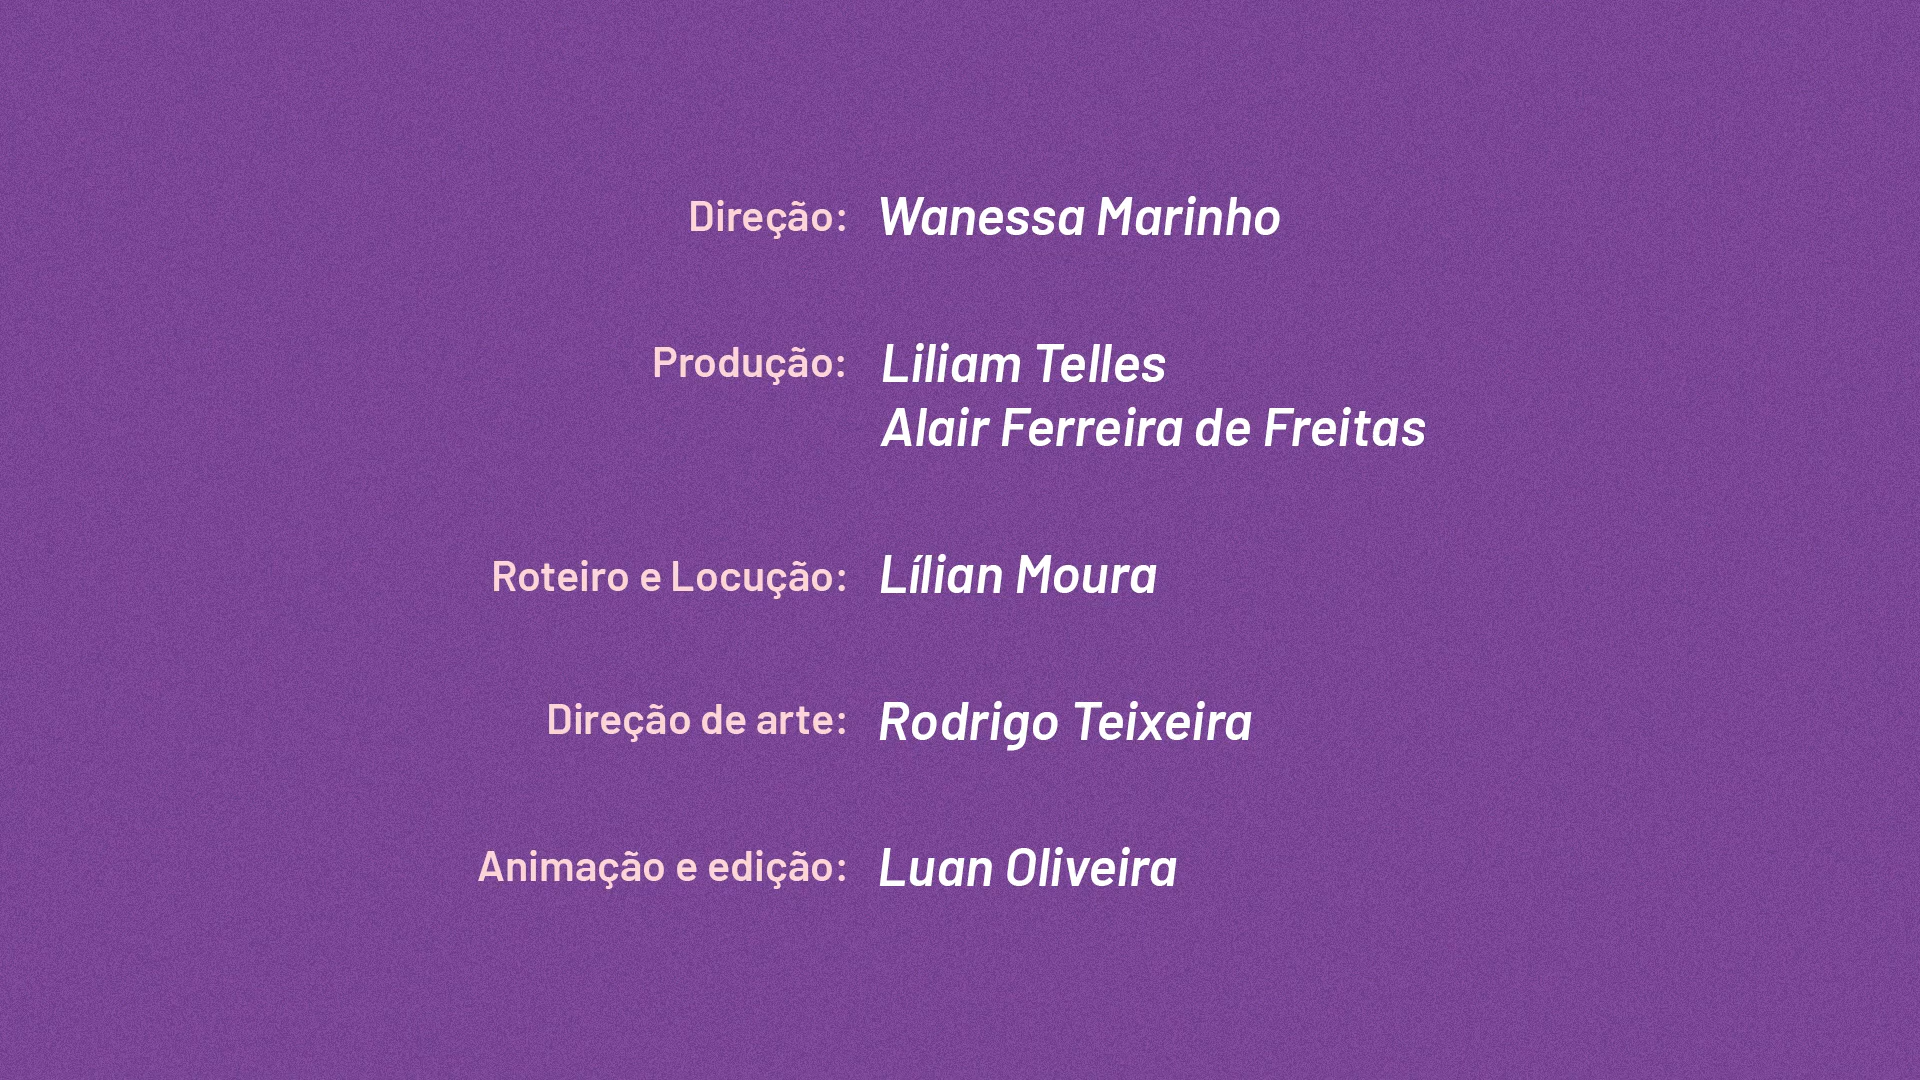 Direção: Wanessa Marinho
Produção: Liliam Telles
Alair Ferreira de Freitas
Roteiro e Locução: Lílian Moura
Direção de arte: Rodrigo Teixeira
Animação e edição: Luan Oliveira